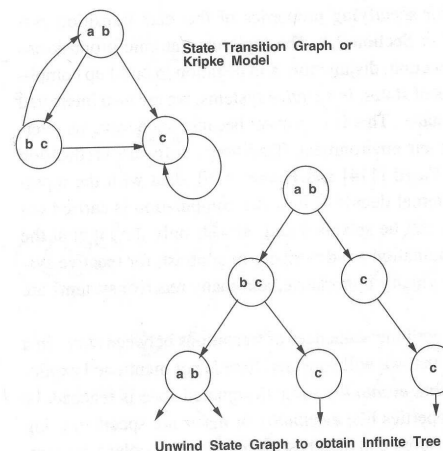 a b
State Transition Graph or
Kripke Model
b c
c
a b
b c
c
a b
c
c
Unwind State Graph to obtain Infinite Tree